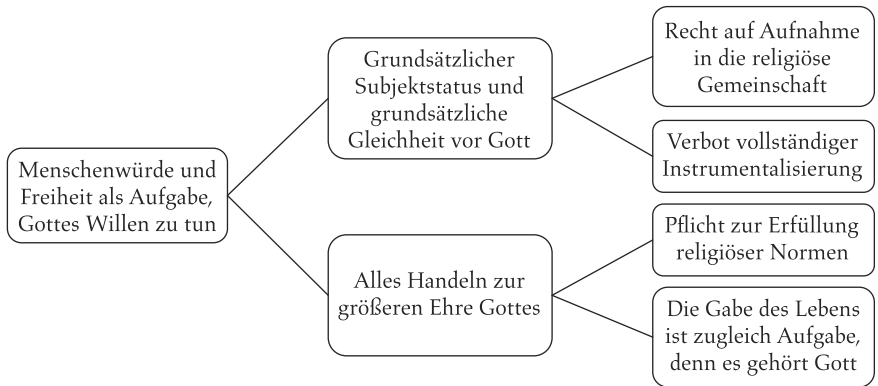 Menschenwürde und
Freiheit als Aufgabe,
Gottes Willen zu tun
Grundsätzlicher
Subjektstatus und
grundsätzliche
Gleichheit vor Gott
Alles Handeln zur
größeren Ehre Gottes
Recht auf Aufnahme
in die religiöse
Gemeinschaft
Verbot vollständiger
Instrumentalisierung
Pflicht zur Erfüllung
religiöser Normen
Die Gabe des Lebens
ist zugleich Aufgabe,
denn es gehört Gott